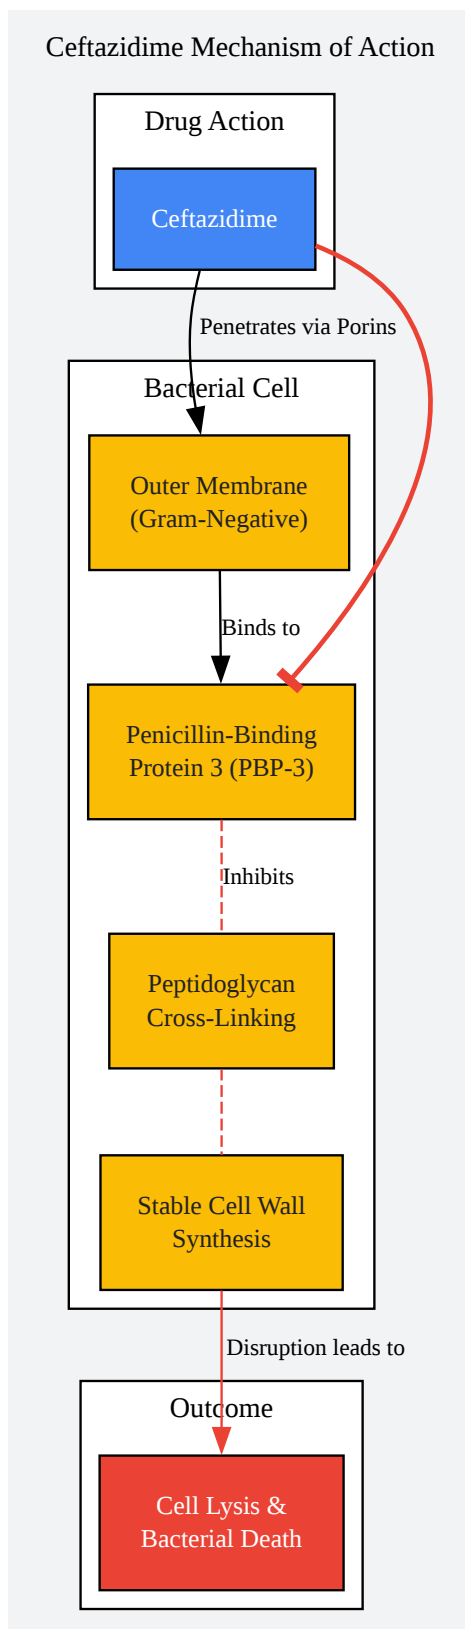 Ceftazidime Mechanism of Action
Drug Action
Ceftazidime
Penetrates via Porins
Bacterial Cell
Outer Membrane
(Gram-Negative)
Binds to
Penicillin-Binding
Protein 3 (PBP-3)
Inhibits
Peptidoglycan
Cross-Linking
Stable Cell Wall
Synthesis
Disruption leads to
Outcome
Cell Lysis &
Bacterial Death